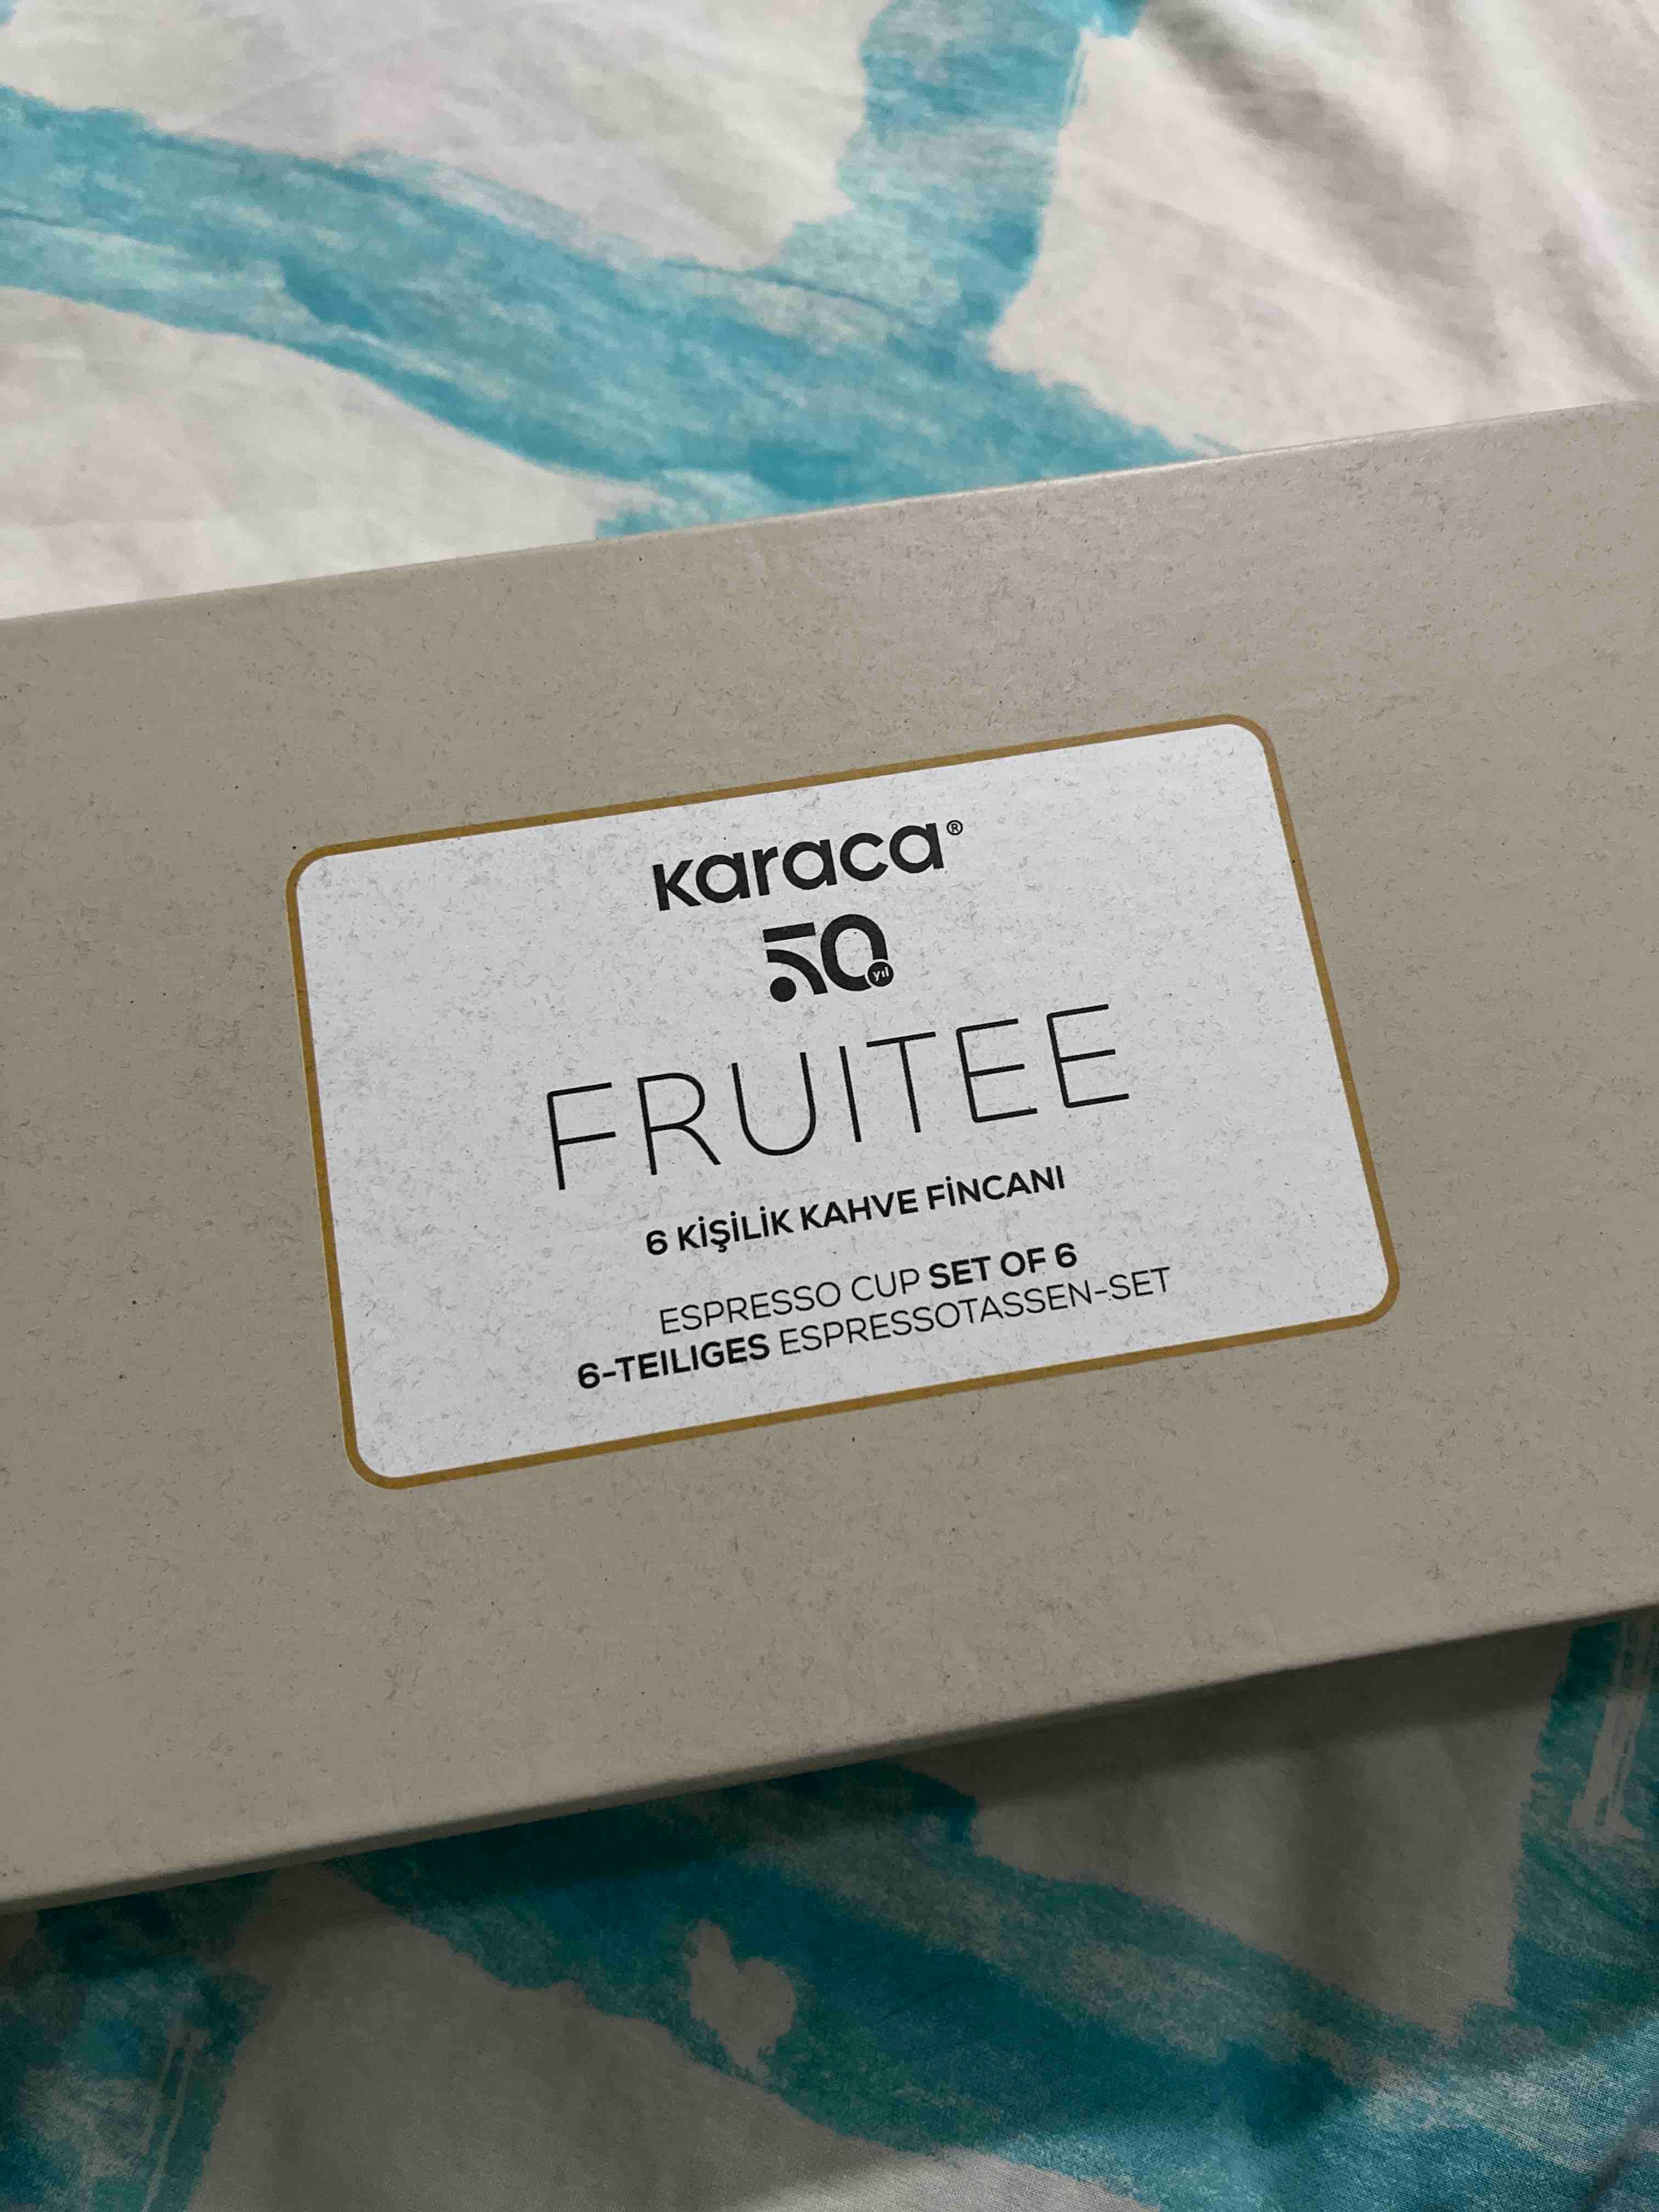 karaca®
50 yıl
FRUITEE
6 KİŞİLİK KAHVE FİNCANI
ESPRESSO CUP SET OF 6
6-TEILIGES ESPRESSOTASSEN-SET